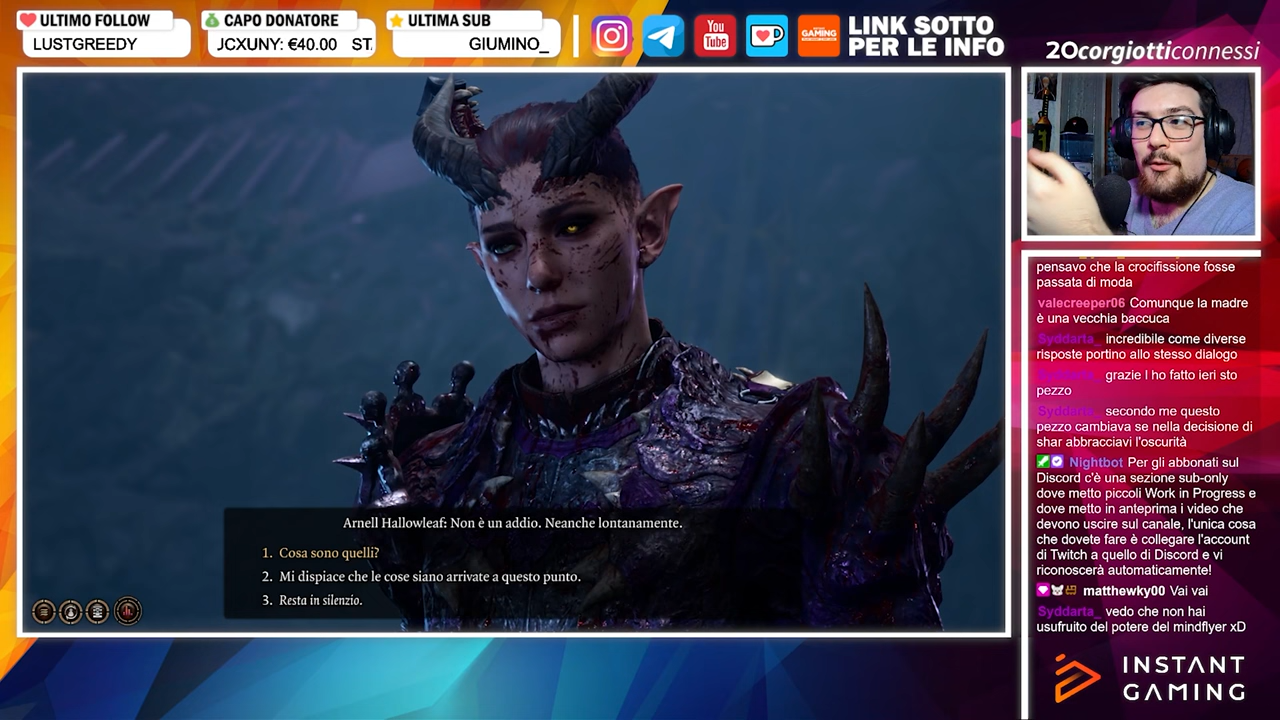 ULTIMO FOLLOW
LUSTGREEDY
CAPO DONATORE
JCXUNY: €40.00 ST
ULTIMA SUB
GIUMINO_
You
Tube
GAMING
LINK SOTTO
PER LE INFO
20corgiotticonnessi
Arnell Hallowleaf: Non è un addio. Neanche lontanamente.
1. Cosa sono quelli?
2. Mi dispiace che le cose siano arrivate a questo punto.
3. Resta in silenzio.
pensavo che la crocifissione fosse
passata di moda
valecreeper06 Comunque la madre
è una vecchia baccuca
Syddarta_ incredibile come diverse
risposte portino allo stesso dialogo
Syddarta_ grazie l ho fatto ieri sto
pezzo
Syddarta_ secondo me questo
pezzo cambiava se nella decisione di
shar abbracciavi l'oscurità
Nightbot Per gli abbonati sul
Discord c'è una sezione sub-only
dove metto piccoli Work in Progress e
dove metto in anteprima i video che
devono uscire sul canale, l'unica cosa
che dovete fare è collegare l'account
di Twitch a quello di Discord e vi
riconoscerà automaticamente!
matthewky00 Vai vai
Syddarta_ vedo che non hai
usufruito del potere del mindflyer xD
INSTANT
GAMING